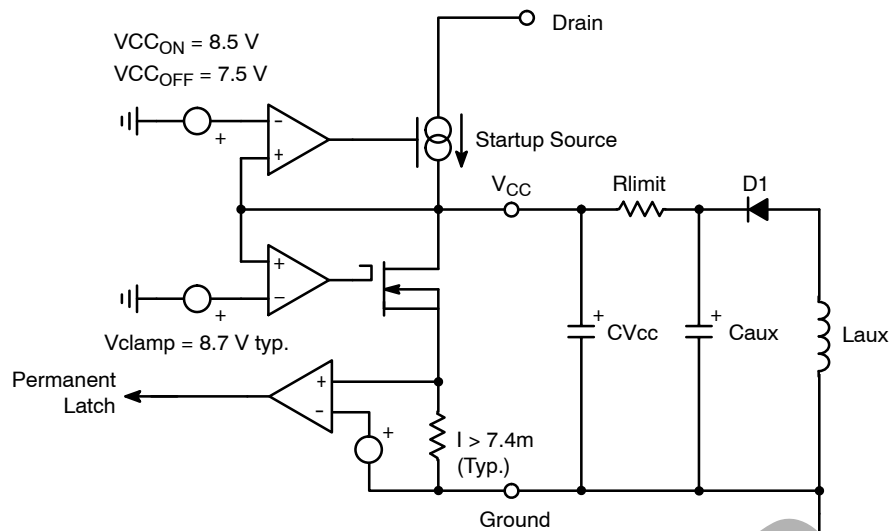 Drain
VCC_ON = 8.5 V
VCC_OFF = 7.5 V
−
+
+
Startup Source
V_CC
Rlimit
D1
+
−
+
Vclamp = 8.7 V typ.
+
CVcc
+
Caux
Laux
Permanent
Latch
+
−
+
I > 7.4m
(Typ.)
Ground